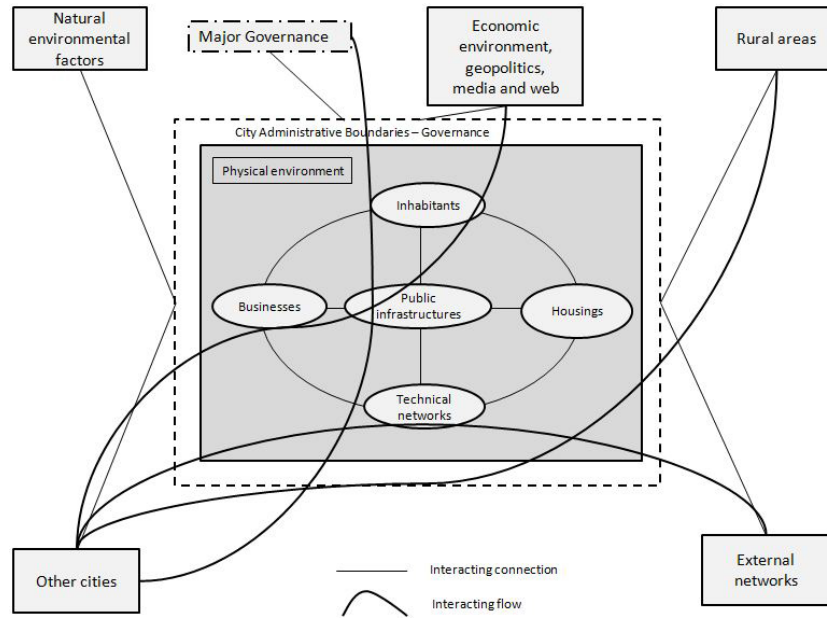 Natural
environmental
factors
Major Governance
Economic
environment,
geopolitics,
media and web
Rural areas
City Administrative Boundaries – Governance
Physical environment
Inhabitants
Businesses
Public
infrastructures
Housings
Technical
networks
Other cities
External
networks
Interacting connection
Interacting flow